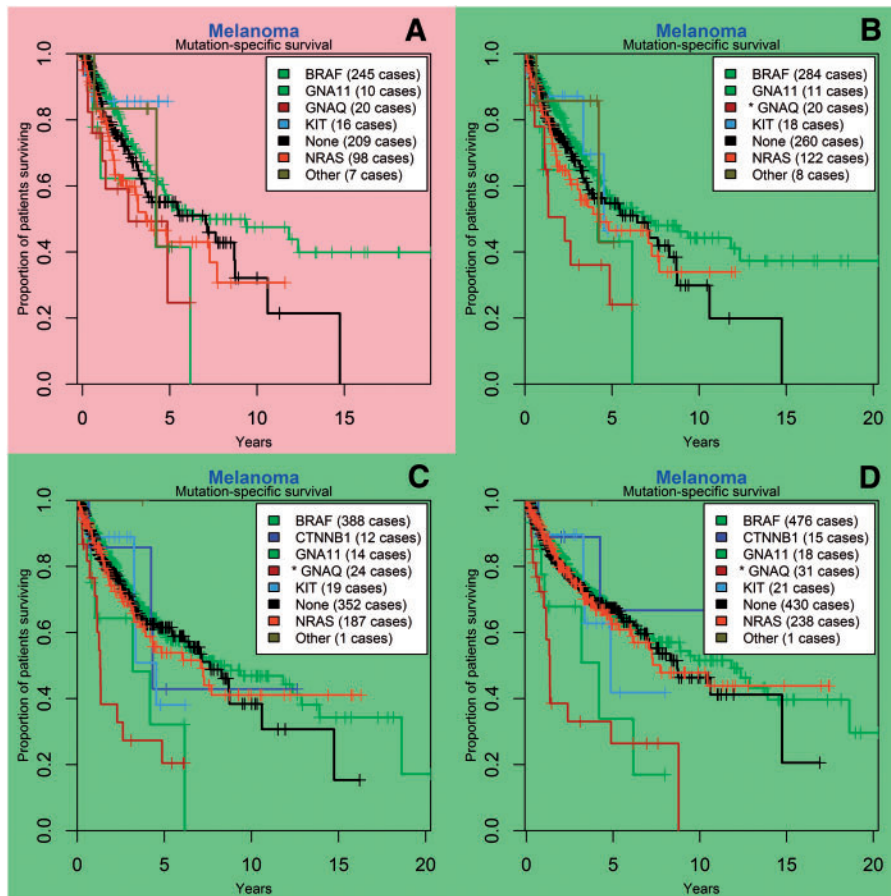 A
Melanoma
Mutation-specific survival
Proportion of patients surviving
1.0
0.8
0.6
0.4
0.2
0.0
BRAF (245 cases)
GNA11 (10 cases)
GNAQ (20 cases)
KIT (16 cases)
None (209 cases)
NRAS (98 cases)
Other (7 cases)
0 5 10 15
Years
B
Melanoma
Mutation-specific survival
Proportion of patients surviving
1.0
0.8
0.6
0.4
0.2
0.0
BRAF (284 cases)
GNA11 (11 cases)
* GNAQ (20 cases)
KIT (18 cases)
None (260 cases)
NRAS (122 cases)
Other (8 cases)
0 5 10 15 20
Years
C
Melanoma
Mutation-specific survival
Proportion of patients surviving
1.0
0.8
0.6
0.4
0.2
0.0
BRAF (388 cases)
CTNNB1 (12 cases)
GNA11 (14 cases)
* GNAQ (24 cases)
KIT (19 cases)
None (352 cases)
NRAS (187 cases)
Other (1 cases)
0 5 10 15 20
Years
D
Melanoma
Mutation-specific survival
Proportion of patients surviving
1.0
0.8
0.6
0.4
0.2
0.0
BRAF (476 cases)
CTNNB1 (15 cases)
GNA11 (18 cases)
* GNAQ (31 cases)
KIT (21 cases)
None (430 cases)
NRAS (238 cases)
Other (1 cases)
0 5 10 15 20
Years